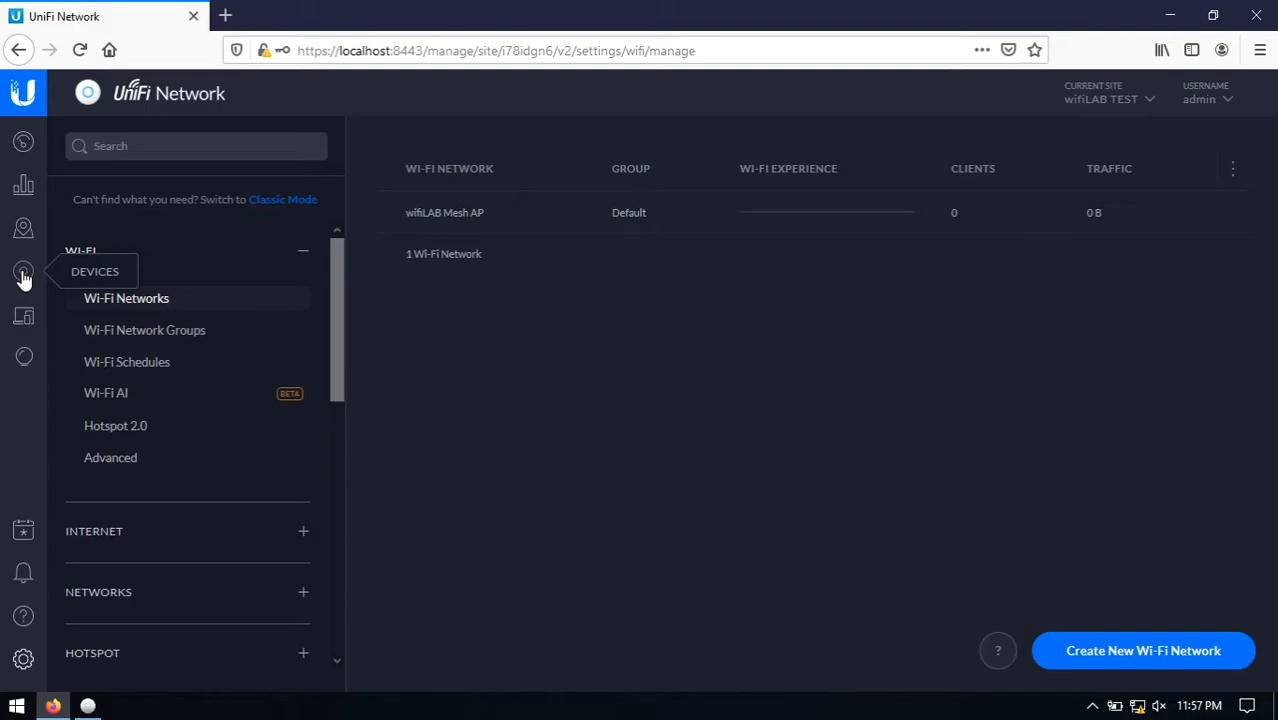 UniFi Network
https://localhost:8443/manage/site/i78idgn6/v2/settings/wifi/manage
UniFi Network
CURRENT SITE
wifiLAB TEST
USERNAME
admin
Search
Can't find what you need? Switch to Classic Mode
WI-FI
DEVICES
Wi-Fi Networks
Wi-Fi Network Groups
Wi-Fi Schedules
Wi-Fi AI BETA
Hotspot 2.0
Advanced
INTERNET
NETWORKS
HOTSPOT
WI-FI NETWORK GROUP WI-FI EXPERIENCE CLIENTS TRAFFIC
wifiLAB Mesh AP Default 0 0 B
1 Wi-Fi Network
?
Create New Wi-Fi Network
11:57 PM